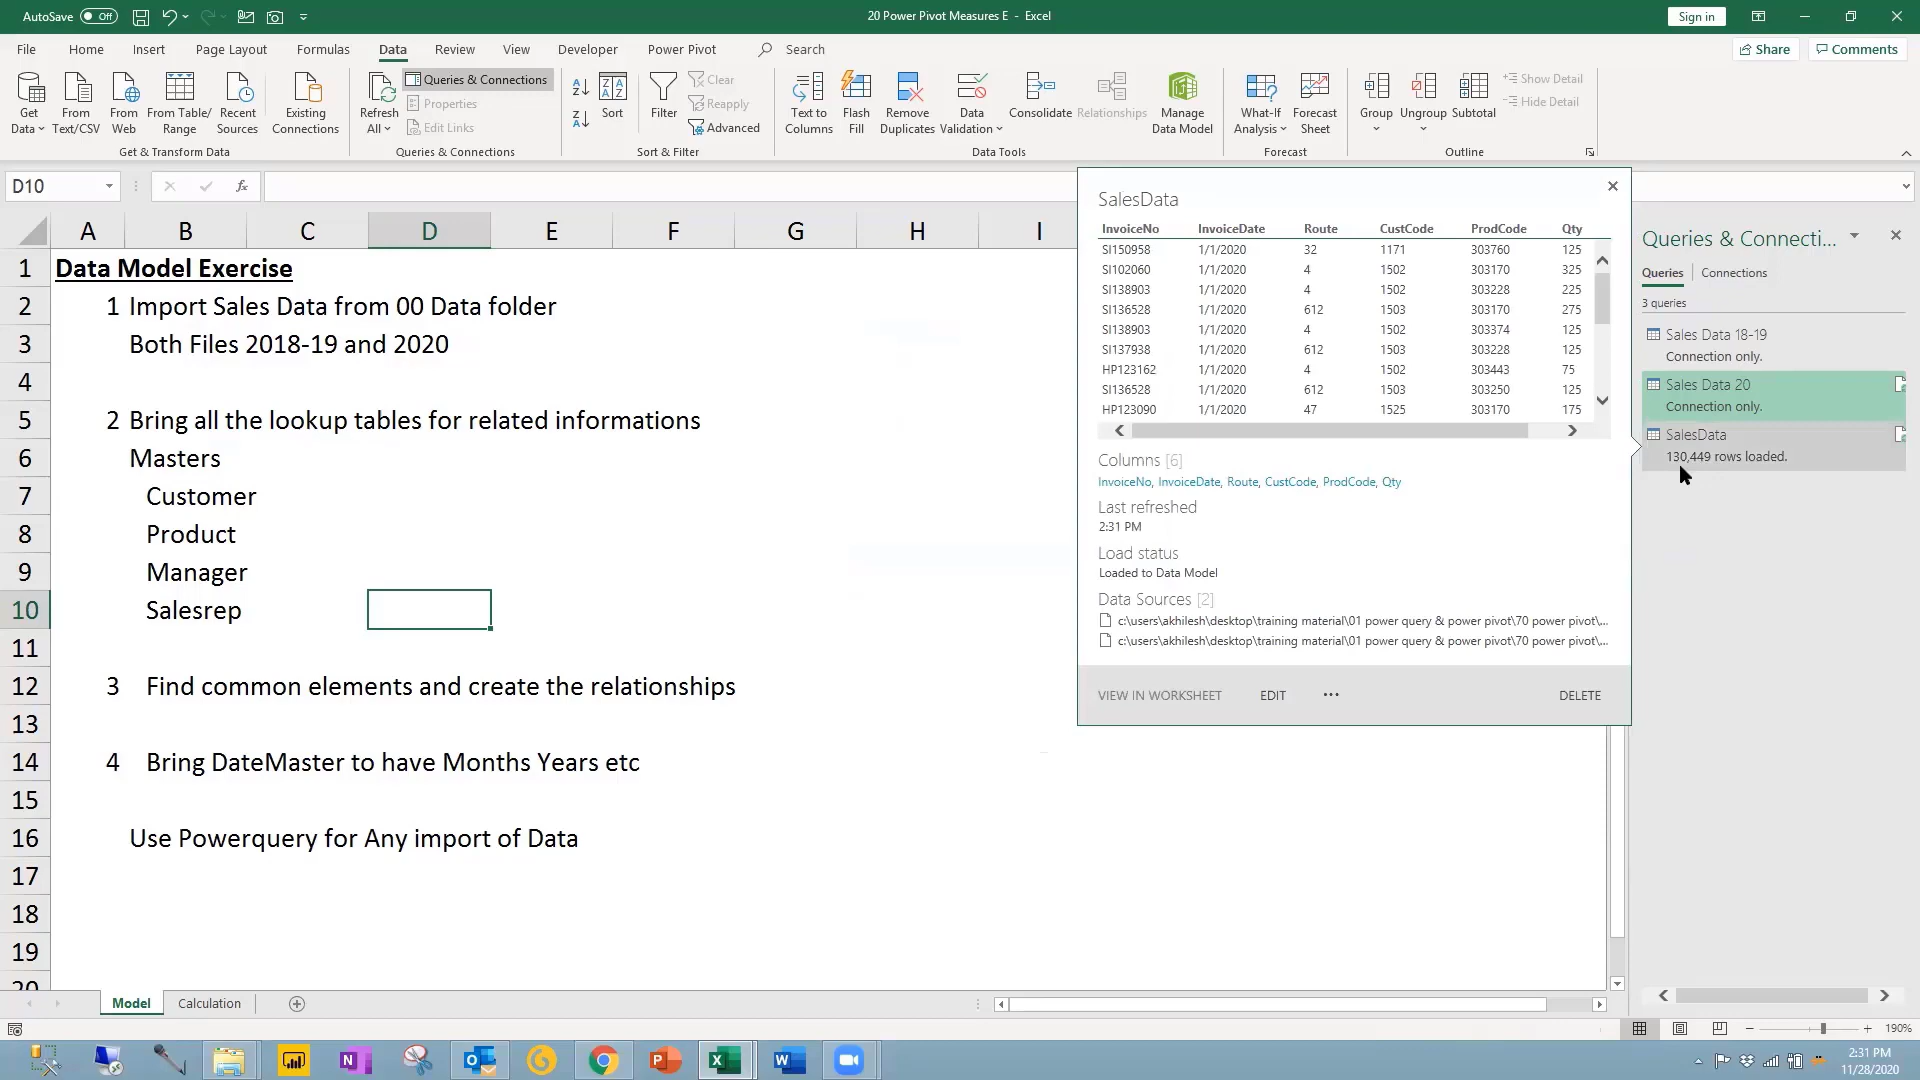 AutoSave Off
20 Power Pivot Measures E - Excel
Sign in
File Home Insert Page Layout Formulas Data Review View Developer Power Pivot Search
Share Comments
Get Data
From Text/CSV
From Web
From Table/ Range
Recent Sources
Existing Connections
Get & Transform Data
Refresh All
Queries & Connections
Properties
Edit Links
Queries & Connections
Sort
Filter
Clear
Reapply
Advanced
Sort & Filter
Text to Columns
Flash Fill
Remove Duplicates
Data Validation
Consolidate
Relationships
Manage Data Model
Data Tools
What-If Analysis
Forecast Sheet
Forecast
Group
Ungroup
Subtotal
Show Detail
Hide Detail
Outline
D10
fx
A B C D E F G H I
1 Data Model Exercise
2 1 Import Sales Data from 00 Data folder
3 Both Files 2018-19 and 2020
4
5 2 Bring all the lookup tables for related informations
6 Masters
7 Customer
8 Product
9 Manager
10 Salesrep
11
12 3 Find common elements and create the relationships
13
14 4 Bring DateMaster to have Months Years etc
15
16 Use Powerquery for Any import of Data
17
18
19
20
SalesData
InvoiceNo InvoiceDate Route CustCode ProdCode Qty
SI150958 1/1/2020 32 1171 303760 125
SI102060 1/1/2020 4 1502 303170 325
SI138903 1/1/2020 4 1502 303228 225
SI136528 1/1/2020 612 1503 303170 275
SI138903 1/1/2020 4 1502 303374 125
SI137938 1/1/2020 612 1503 303228 125
HP123162 1/1/2020 4 1502 303443 75
SI136528 1/1/2020 612 1503 303250 125
HP123090 1/1/2020 47 1525 303170 175
Columns [6]
InvoiceNo, InvoiceDate, Route, CustCode, ProdCode, Qty
Last refreshed
2:31 PM
Load status
Loaded to Data Model
Data Sources [2]
c:\users\akhilesh\desktop\training material\01 power query & power pivot\70 power pivot\...
c:\users\akhilesh\desktop\training material\01 power query & power pivot\70 power pivot\...
VIEW IN WORKSHEET EDIT ... DELETE
Queries & Connecti...
Queries Connections
3 queries
Sales Data 18-19
Connection only.
Sales Data 20
Connection only.
SalesData
130,449 rows loaded.
Model Calculation
190%
2:31 PM
11/28/2020